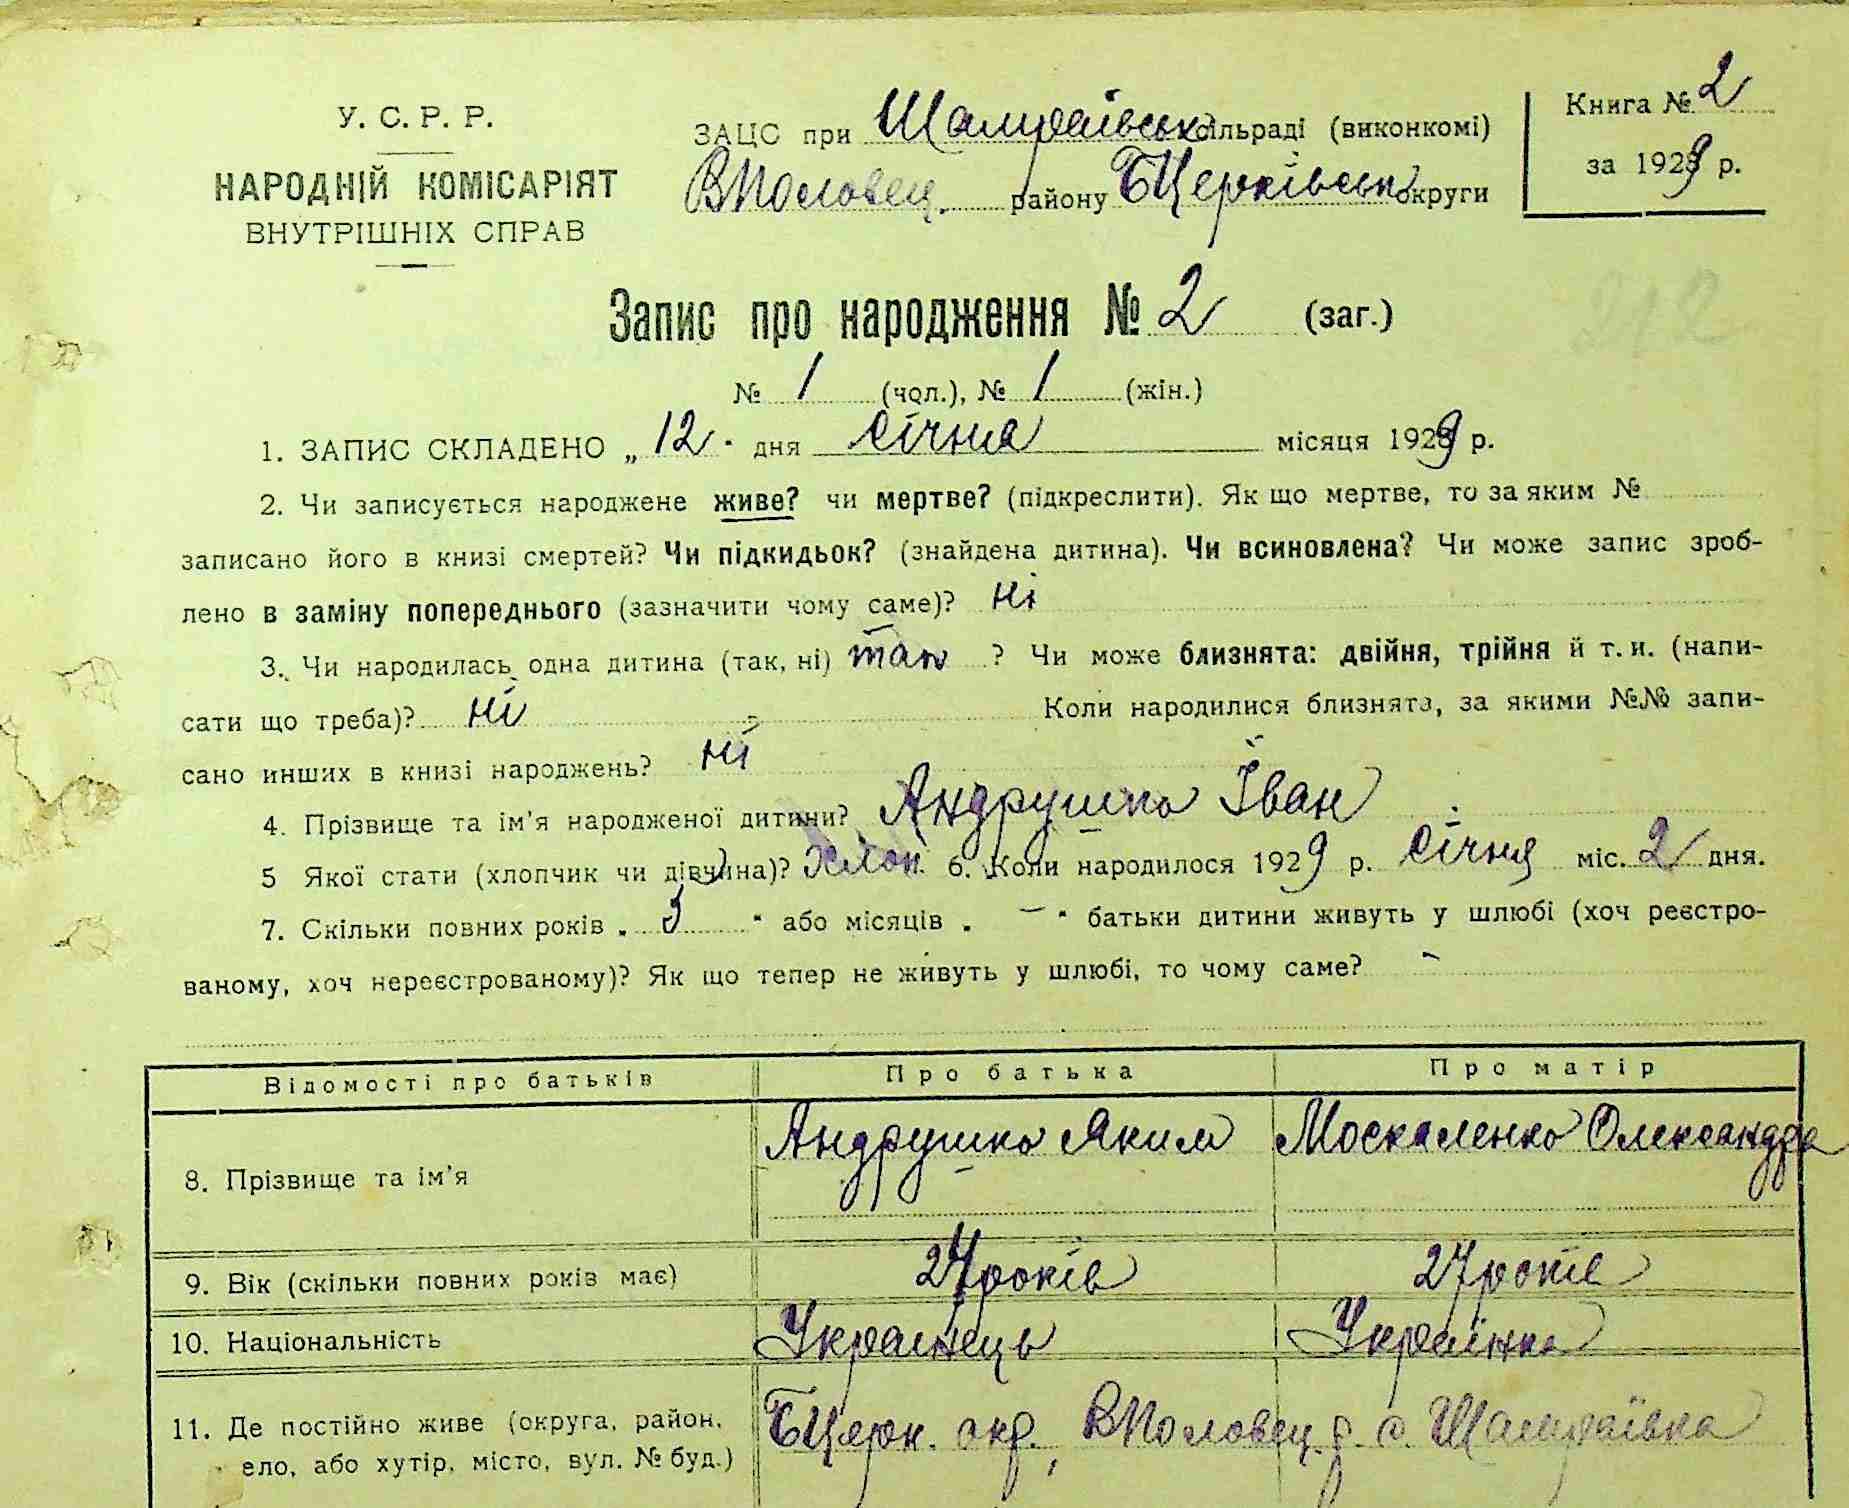 У. С. Р. Р.
НАРОДНІЙ КОМІСАРІЯТ
ВНУТРІШНІХ СПРАВ
ЗАЦС при Шамраївськ сільраді (виконкомі)
ВПоловец. району БЦерківськ округи
Книга № 2
за 1929 р.
Запис про народження № 2 (заг.)
212
№ 1 (чол.), № 1 (жін.)
1. ЗАПИС СКЛАДЕНО „ 12 " дня січня місяця 1929 р.
2. Чи записується народжене живе? чи мертве? (підкреслити). Як що мертве, то за яким №
записано його в книзі смертей? Чи підкидьок? (знайдена дитина). Чи всиновлена? Чи може запис зроб-
лено в заміну попереднього (зазначити чому саме)? ні
3. Чи народилась одна дитина (так, ні) так ? Чи може близнята: двійня, трійня й т. и. (напи-
сати що треба)? ні Коли народилися близнята, за якими №№ запи-
сано инших в книзі народжень? ні
4. Прізвище та ім'я народженої дитини? Андрушко Іван
5 Якої стати (хлопчик чи дівчина)? Хлоп. 6. Коли народилося 1929 р. січня міс. 2 дня.
7. Скільки повних років „ 3 " або місяців „ — " батьки дитини живуть у шлюбі (хоч реєстро-
ваному, хоч нереєстрованому)? Як що тепер не живуть у шлюбі, то чому саме? -
Відомості про батьків Про батька Про матір
8. Прізвище та ім'я Андрушко Яким Москаленко Олександра
9. Вік (скільки повних років має) 27 років 27 років
10. Національність Українець Українка
11. Де постійно живе (округа, район, БЦерк. окр., ВПоловец. р. с. Шамраївка
ело, або хутір, місто, вул. № буд.)